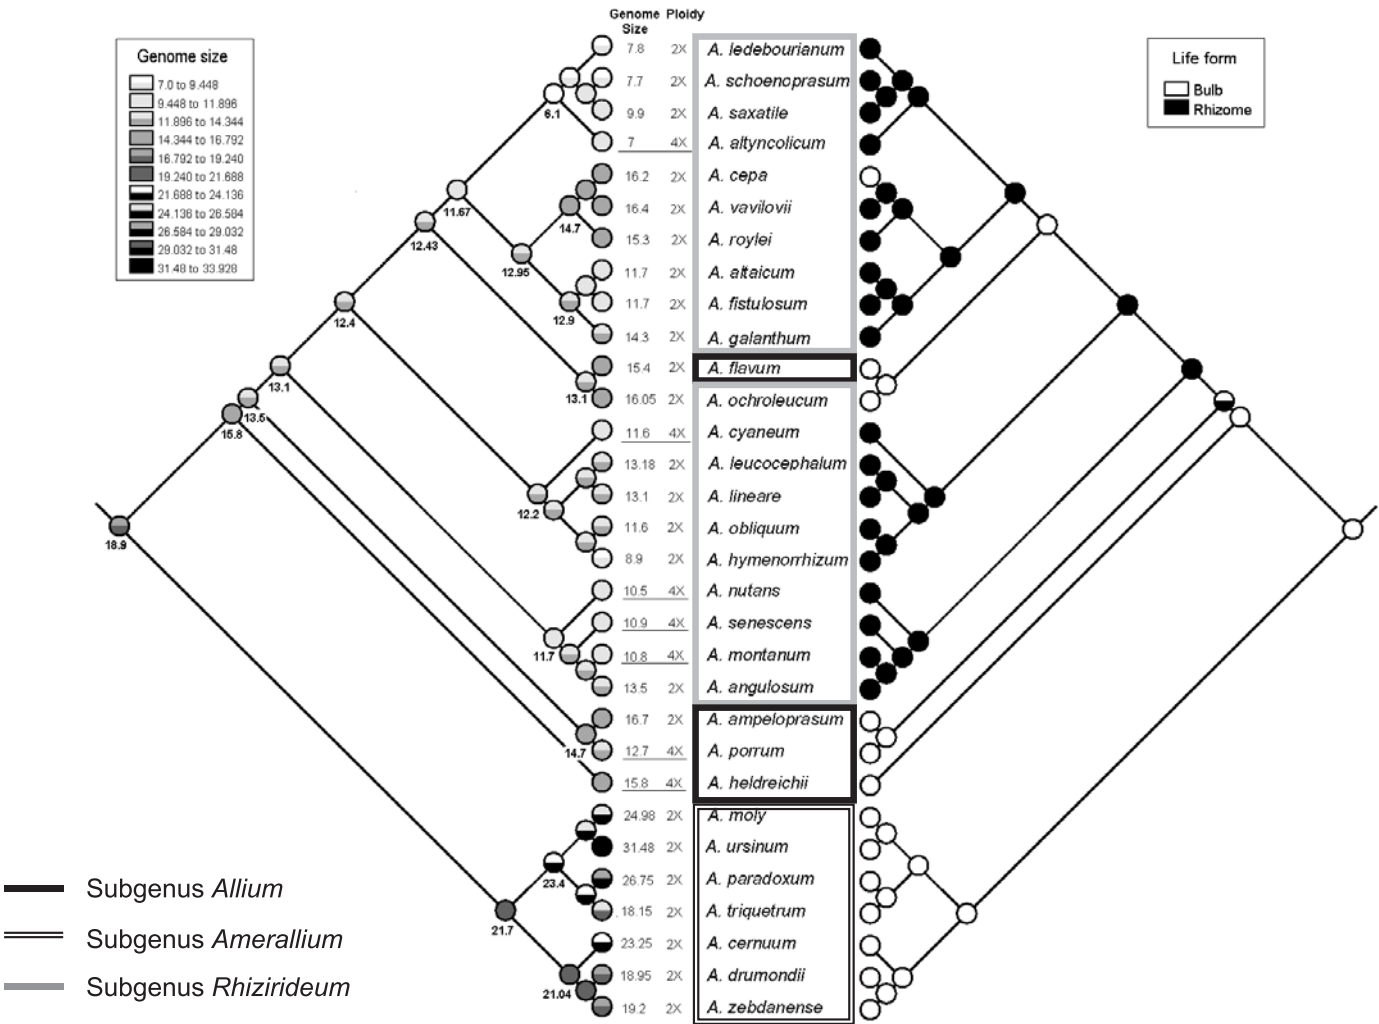 Genome Ploidy
Size
Genome size
7.0 to 9.448
9.448 to 11.896
11.896 to 14.344
14.344 to 16.792
16.792 to 19.240
19.240 to 21.688
21.688 to 24.136
24.136 to 26.584
26.584 to 29.032
29.032 to 31.48
31.48 to 33.928
Life form
Bulb
Rhizome
7.8 2X A. ledebourianum
7.7 2X A. schoenoprasum
9.9 2X A. saxatile
7 4X A. altyncolicum
16.2 2X A. cepa
16.4 2X A. vavilovii
15.3 2X A. roylei
11.7 2X A. altaicum
11.7 2X A. fistulosum
14.3 2X A. galanthum
15.4 2X A. flavum
16.05 2X A. ochroleucum
11.6 4X A. cyaneum
13.18 2X A. leucocephalum
13.1 2X A. lineare
11.6 2X A. obliquum
8.9 2X A. hymenorrhizum
10.5 4X A. nutans
10.9 4X A. senescens
10.8 4X A. montanum
13.5 2X A. angulosum
16.7 2X A. ampeloprasum
12.7 4X A. porrum
15.8 4X A. heldreichii
24.98 2X A. moly
31.48 2X A. ursinum
26.75 2X A. paradoxum
18.15 2X A. triquetrum
23.25 2X A. cernuum
18.95 2X A. drumondii
19.2 2X A. zebdanense
6.1
11.67
14.7
12.43
12.95
12.9
12.4
13.1
13.1
13.5
15.8
12.2
18.9
11.7
14.7
23.4
21.7
21.04
Subgenus Allium
Subgenus Amerallium
Subgenus Rhizirideum